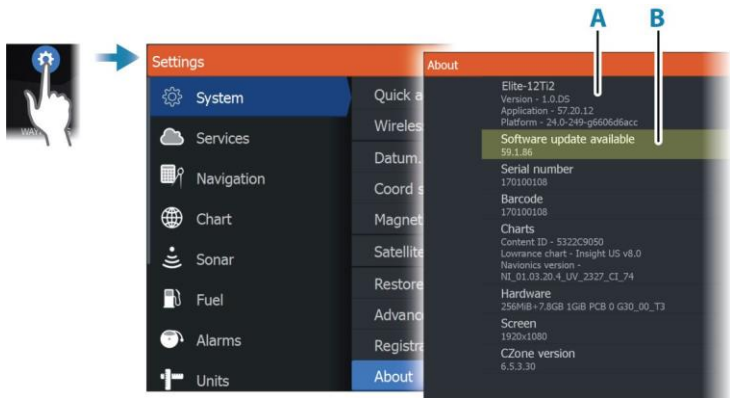 A
B
Settings
System
Services
Navigation
Chart
Sonar
Fuel
Alarms
Units
Quick a
Wireles
Datum.
Coord s
Magnet
Satellite
Restore
Advanc
Registra
About
About
Elite-12Ti2
Version - 1.0.DS
Application - 57.20.12
Platform - 24.0-249-g6606d6acc
Software update available
59.1.86
Serial number
170100108
Barcode
170100108
Charts
Content ID - 5322C9050
Lowrance chart - Insight US v8.0
Navionics version -
NI_01.03.20.4_UV_2327_CI_74
Hardware
256MiB+7.8GB 1GiB PCB 0 G30_00_T3
Screen
1920x1080
CZone version
6.5.3.30